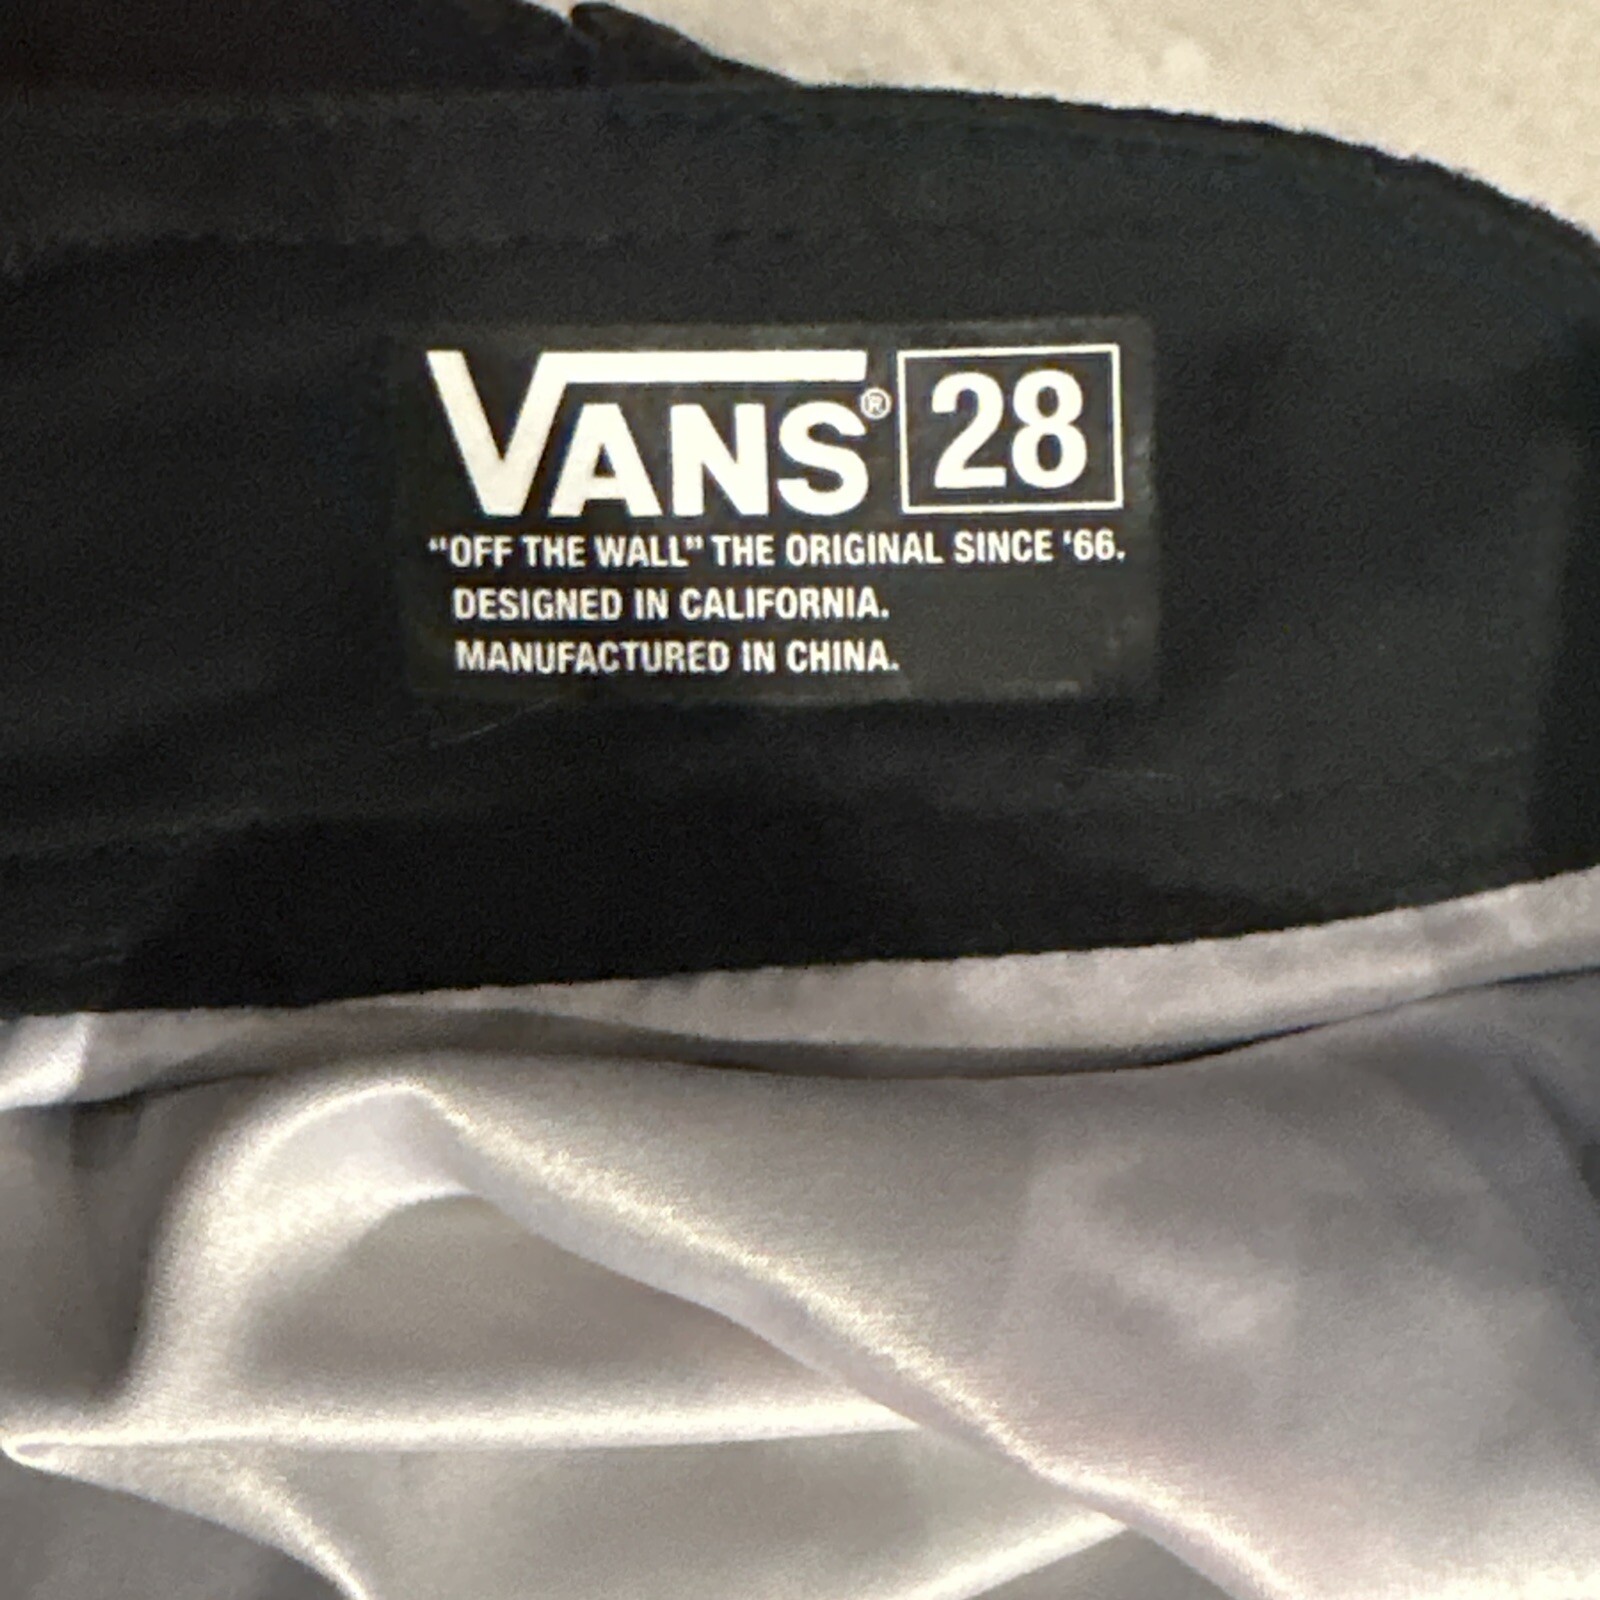 VANS® 28
“OFF THE WALL” THE ORIGINAL SINCE ‘66.
DESIGNED IN CALIFORNIA.
MANUFACTURED IN CHINA.